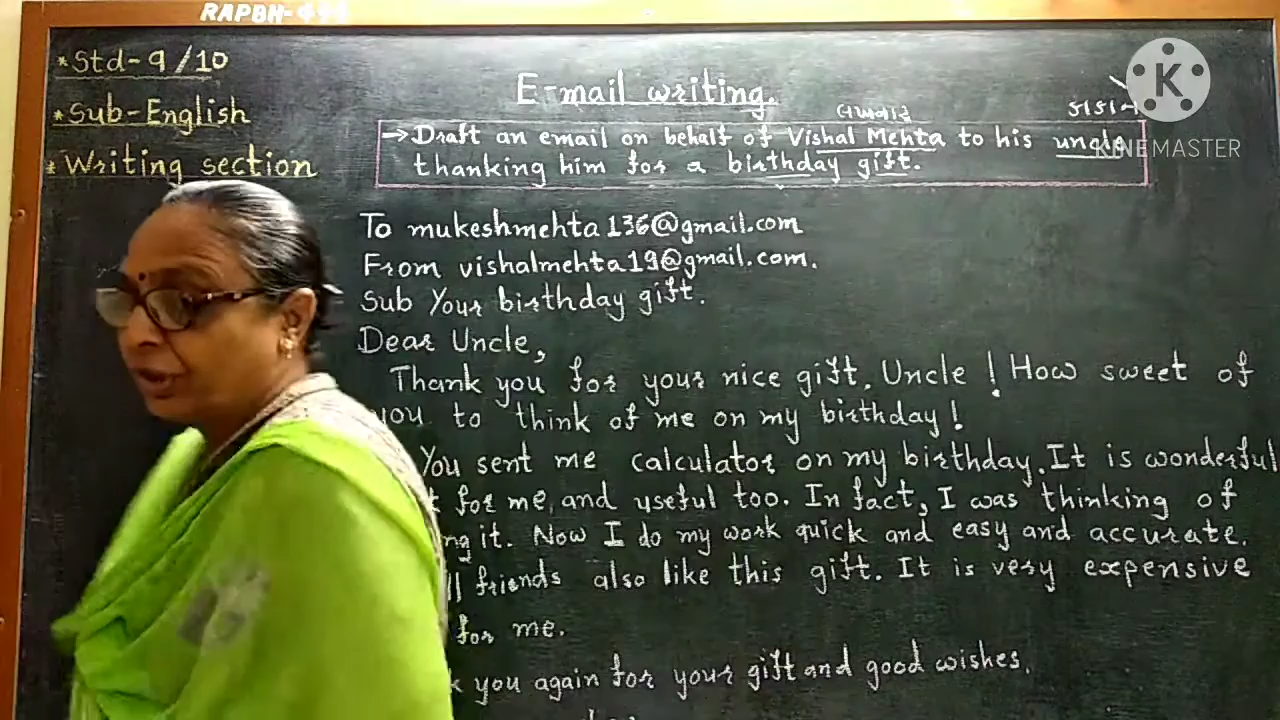 RAPBH-4
*Std-9/10
*Sub-English
*Writing section
E-mail writing.
K
KINEMASTER
→Draft an email on behalf of Vishal Mehta to his uncle
thanking him for a birthday gift.
To mukeshmehta136@gmail.com
From vishalmehta19@gmail.com.
Sub Your birthday gift.
Dear Uncle,
Thank you for your nice gift. Uncle ! How sweet of
you to think of me on my birthday!
You sent me calculator on my birthday. It is wonderful
for me, and useful too. In fact, I was thinking of
it. Now I do my work quick and easy and accurate.
friends also like this gift. It is very expensive
for me.
you again for your gift and good wishes.